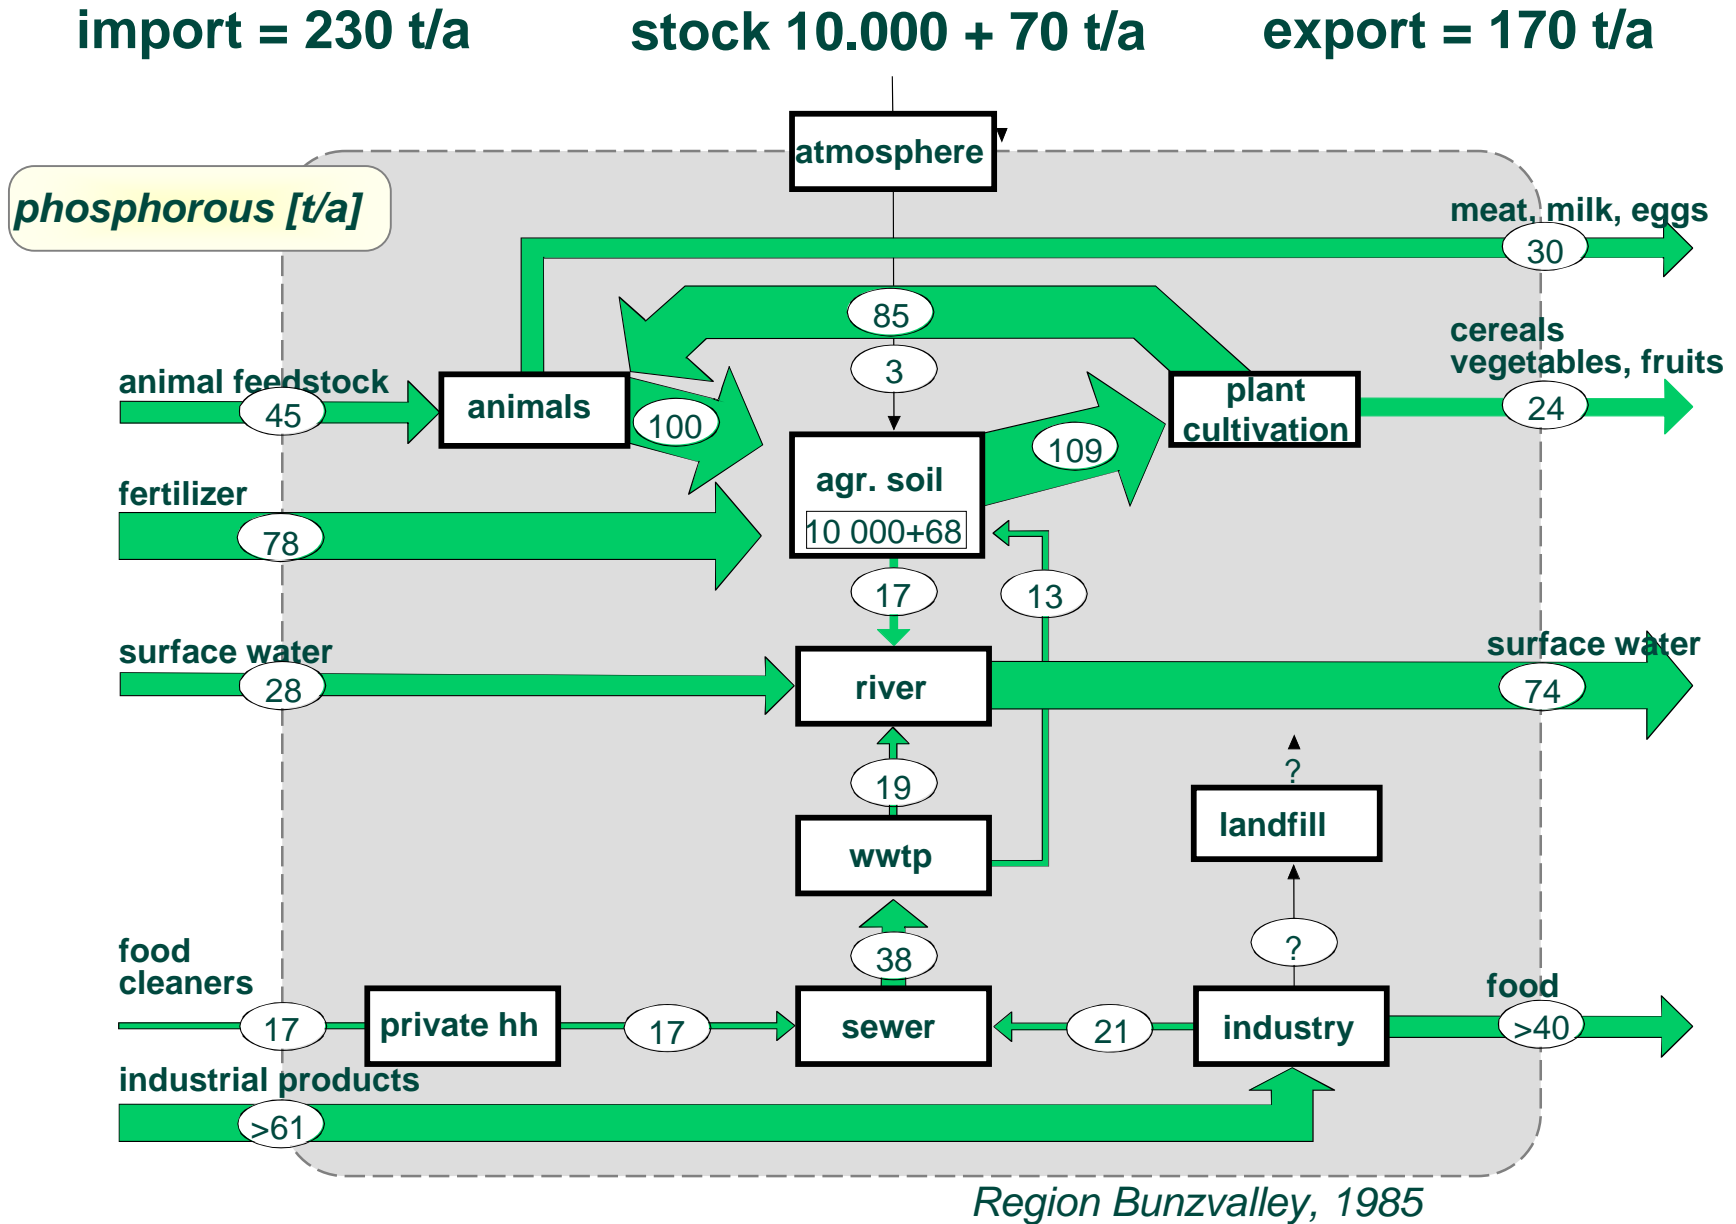 import = 230 t/a
stock 10.000 + 70 t/a
export = 170 t/a
atmosphere
phosphorous [t/a]
meat, milk, eggs
30
85
cereals
vegetables, fruits
3
animal feedstock
45
animals
100
plant
cultivation
24
109
agr. soil
10 000+68
fertilizer
78
17
13
surface water
28
river
surface water
74
19
?
landfill
wwtp
38
?
food
cleaners
17
private hh
17
sewer
21
industry
food
>40
industrial products
>61
Region Bunzvalley, 1985